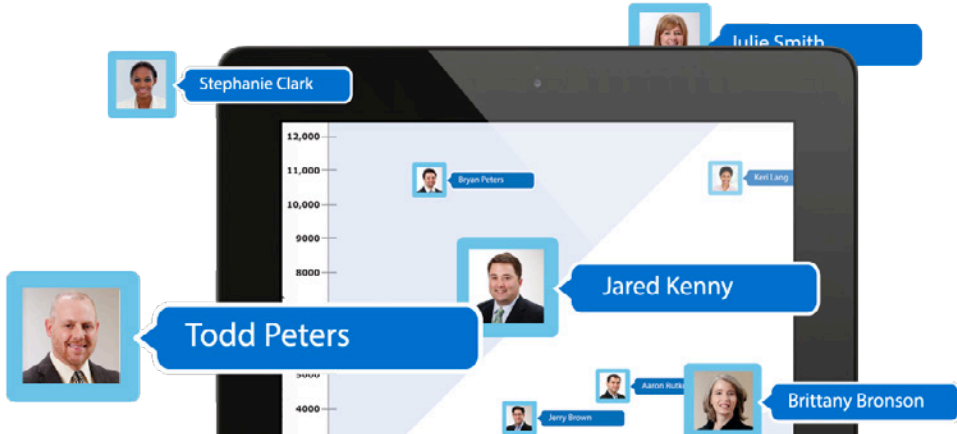 Julie Smith
Stephanie Clark
12,000
11,000
Bryan Peters
Keri Lang
10,000
9000
8000
Jared Kenny
Todd Peters
5000
Aaron
4000
Jerry Brown
Brittany Bronson